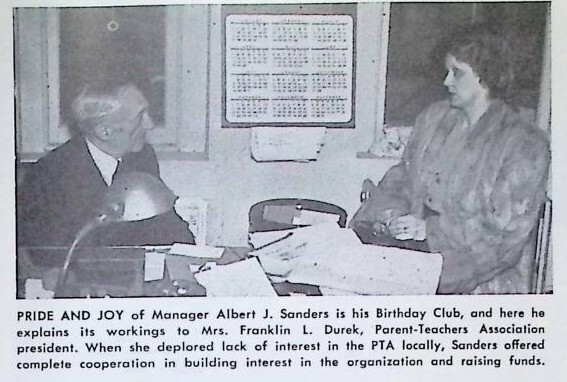 PRIDE AND JOY of Manager Albert J. Sanders is his Birthday Club, and here he
explains its workings to Mrs. Franklin L. Durek, Parent-Teachers Association
president. When she deplored lack of interest in the PTA locally, Sanders offered
complete cooperation in building interest in the organization and raising funds.